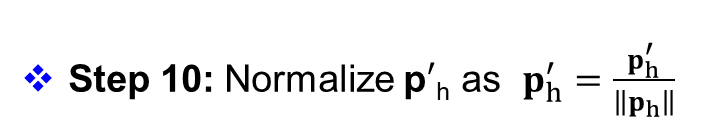 ❖ Step 10: Normalize p′ₕ as p′ₕ = p′ₕ / ‖pₕ‖